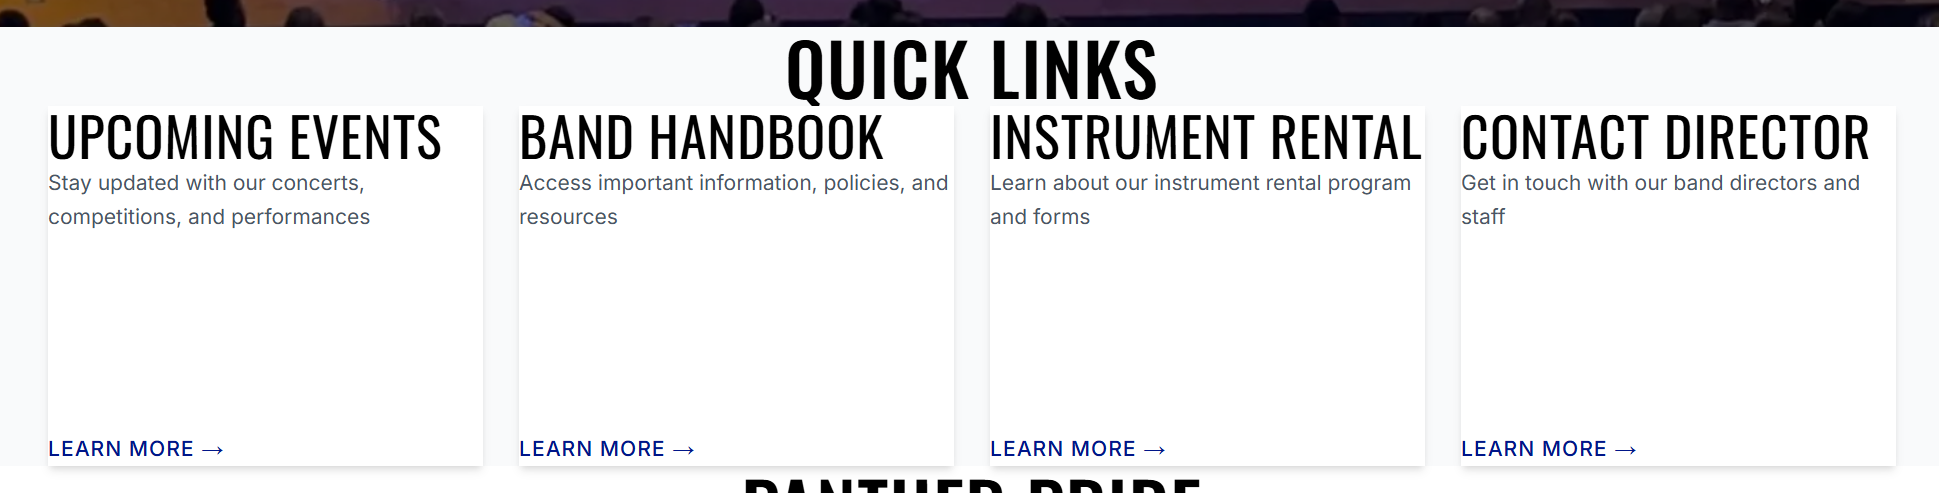 QUICK LINKS
UPCOMING EVENTS
Stay updated with our concerts,
competitions, and performances
LEARN MORE →
BAND HANDBOOK
Access important information, policies, and
resources
LEARN MORE →
INSTRUMENT RENTAL
Learn about our instrument rental program
and forms
LEARN MORE →
CONTACT DIRECTOR
Get in touch with our band directors and
staff
LEARN MORE →
PANTHER PRIDE